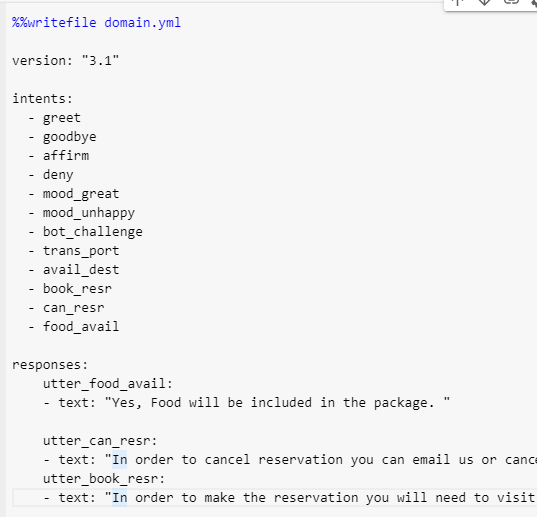 %%writefile domain.yml
version: "3.1"
intents:
  - greet
  - goodbye
  - affirm
  - deny
  - mood_great
  - mood_unhappy
  - bot_challenge
  - trans_port
  - avail_dest
  - book_resr
  - can_resr
  - food_avail
responses:
    utter_food_avail:
    - text: "Yes, Food will be included in the package. "
    utter_can_resr:
    - text: "In order to cancel reservation you can email us or cance
    utter_book_resr:
    - text: "In order to make the reservation you will need to visit